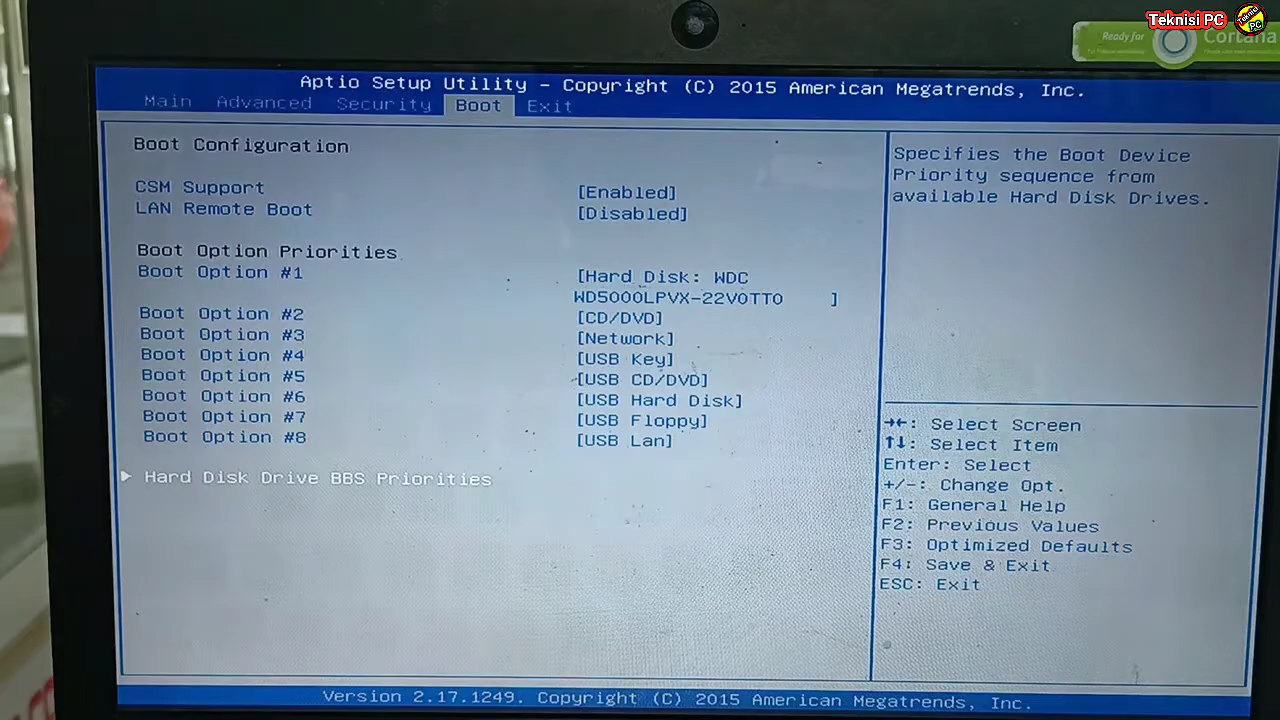 Teknisi PC
Teknisi
PC
Ready for
Cortana
Aptio Setup Utility – Copyright (C) 2015 American Megatrends, Inc.
Main Advanced Security Boot Exit
Boot Configuration
CSM Support [Enabled]
LAN Remote Boot [Disabled]
Boot Option Priorities
Boot Option #1 [Hard Disk: WDC
WD5000LPVX-22V0TT0 ]
Boot Option #2 [CD/DVD]
Boot Option #3 [Network]
Boot Option #4 [USB Key]
Boot Option #5 [USB CD/DVD]
Boot Option #6 [USB Hard Disk]
Boot Option #7 [USB Floppy]
Boot Option #8 [USB Lan]
Hard Disk Drive BBS Priorities
Specifies the Boot Device
Priority sequence from
available Hard Disk Drives.
→←: Select Screen
↑↓: Select Item
Enter: Select
+/-: Change Opt.
F1: General Help
F2: Previous Values
F3: Optimized Defaults
F4: Save & Exit
ESC: Exit
Version 2.17.1249. Copyright (C) 2015 American Megatrends, Inc.